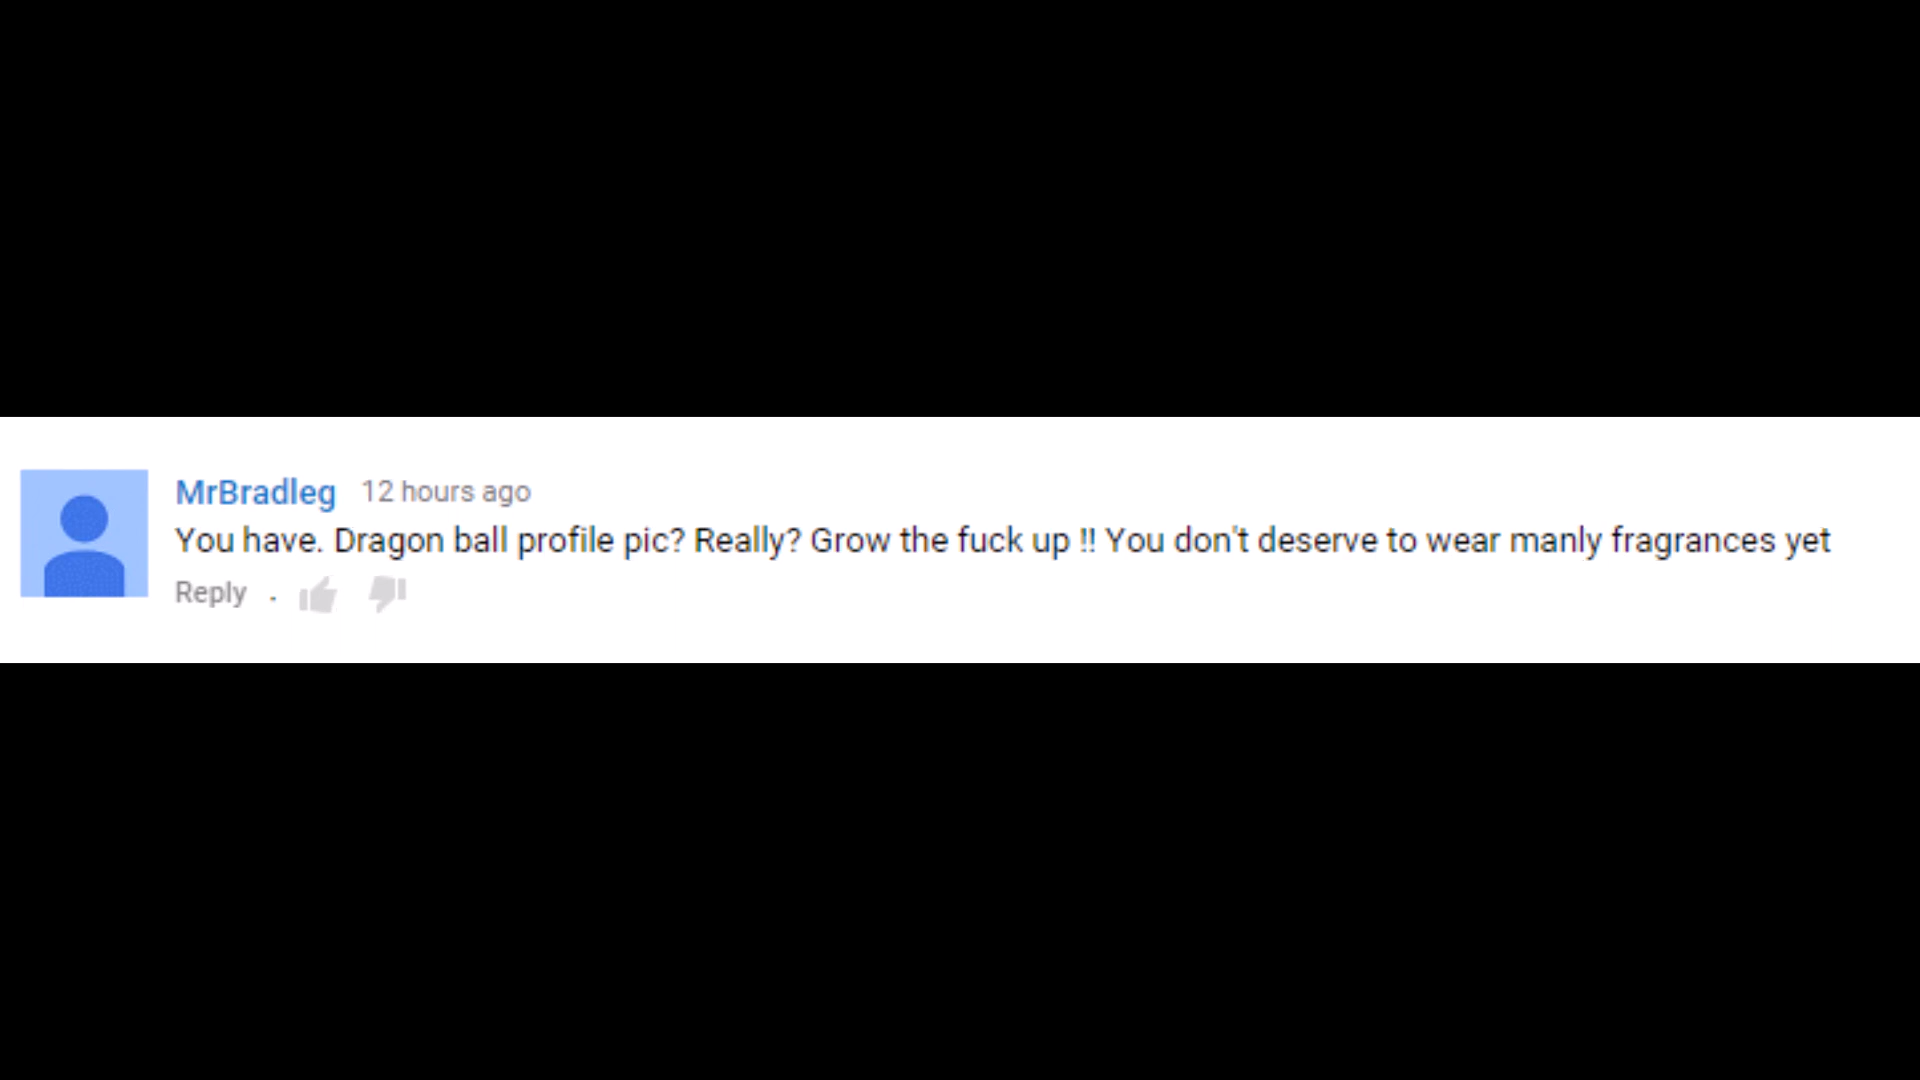 MrBradleg 12 hours ago
You have. Dragon ball profile pic? Really? Grow the fuck up !! You don't deserve to wear manly fragrances yet
Reply .